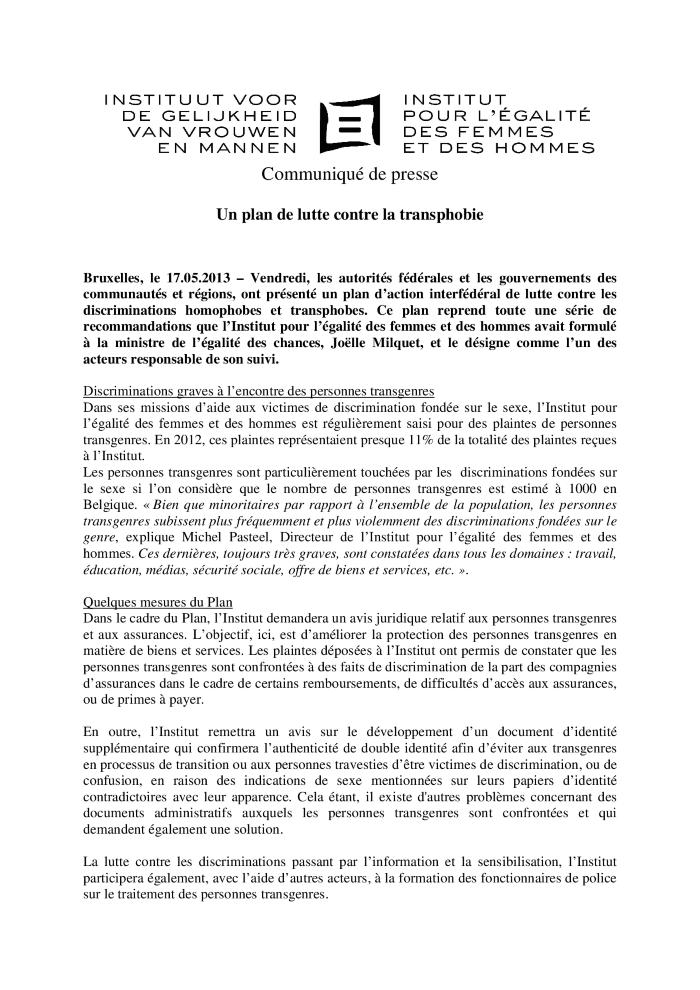 INSTITUUT VOOR
DE GELIJKHEID
VAN VROUWEN
EN MANNEN
INSTITUT
POUR L’ÉGALITÉ
DES FEMMES
ET DES HOMMES
Communiqué de presse
Un plan de lutte contre la transphobie
Bruxelles, le 17.05.2013 – Vendredi, les autorités fédérales et les gouvernements des
communautés et régions, ont présenté un plan d’action interfédéral de lutte contre les
discriminations homophobes et transphobes. Ce plan reprend toute une série de
recommandations que l’Institut pour l’égalité des femmes et des hommes avait formulé
à la ministre de l’égalité des chances, Joëlle Milquet, et le désigne comme l’un des
acteurs responsable de son suivi.
Discriminations graves à l’encontre des personnes transgenres
Dans ses missions d’aide aux victimes de discrimination fondée sur le sexe, l’Institut pour
l’égalité des femmes et des hommes est régulièrement saisi pour des plaintes de personnes
transgenres. En 2012, ces plaintes représentaient presque 11% de la totalité des plaintes reçues
à l’Institut.
Les personnes transgenres sont particulièrement touchées par les discriminations fondées sur
le sexe si l’on considère que le nombre de personnes transgenres est estimé à 1000 en
Belgique. « Bien que minoritaires par rapport à l’ensemble de la population, les personnes
transgenres subissent plus fréquemment et plus violemment des discriminations fondées sur le
genre, explique Michel Pasteel, Directeur de l’Institut pour l’égalité des femmes et des
hommes. Ces dernières, toujours très graves, sont constatées dans tous les domaines : travail,
éducation, médias, sécurité sociale, offre de biens et services, etc. ».
Quelques mesures du Plan
Dans le cadre du Plan, l’Institut demandera un avis juridique relatif aux personnes transgenres
et aux assurances. L’objectif, ici, est d’améliorer la protection des personnes transgenres en
matière de biens et services. Les plaintes déposées à l’Institut ont permis de constater que les
personnes transgenres sont confrontées à des faits de discrimination de la part des compagnies
d’assurances dans le cadre de certains remboursements, de difficultés d’accès aux assurances,
ou de primes à payer.
En outre, l’Institut remettra un avis sur le développement d’un document d’identité
supplémentaire qui confirmera l’authenticité de double identité afin d’éviter aux transgenres
en processus de transition ou aux personnes travesties d’être victimes de discrimination, ou de
confusion, en raison des indications de sexe mentionnées sur leurs papiers d’identité
contradictoires avec leur apparence. Cela étant, il existe d'autres problèmes concernant des
documents administratifs auxquels les personnes transgenres sont confrontées et qui
demandent également une solution.
La lutte contre les discriminations passant par l’information et la sensibilisation, l’Institut
participera également, avec l’aide d’autres acteurs, à la formation des fonctionnaires de police
sur le traitement des personnes transgenres.